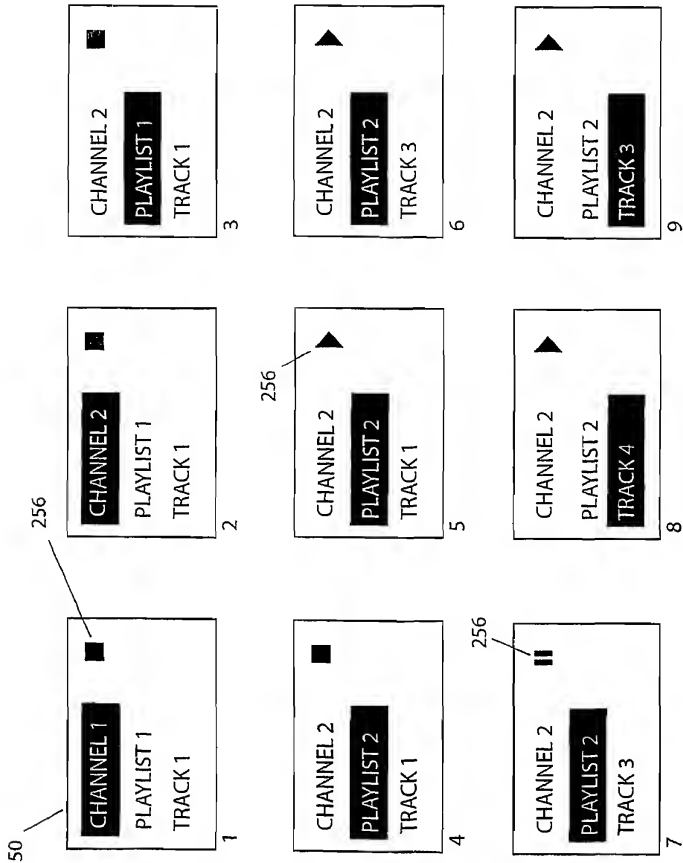 50
256
CHANNEL 1
PLAYLIST 1
TRACK 1
1
CHANNEL 2
PLAYLIST 1
TRACK 1
2
CHANNEL 2
PLAYLIST 1
TRACK 1
3
CHANNEL 2
PLAYLIST 2
TRACK 1
4
256
CHANNEL 2
PLAYLIST 2
TRACK 1
5
CHANNEL 2
PLAYLIST 2
TRACK 3
6
256
CHANNEL 2
PLAYLIST 2
TRACK 3
7
CHANNEL 2
PLAYLIST 2
TRACK 4
8
CHANNEL 2
PLAYLIST 2
TRACK 3
9